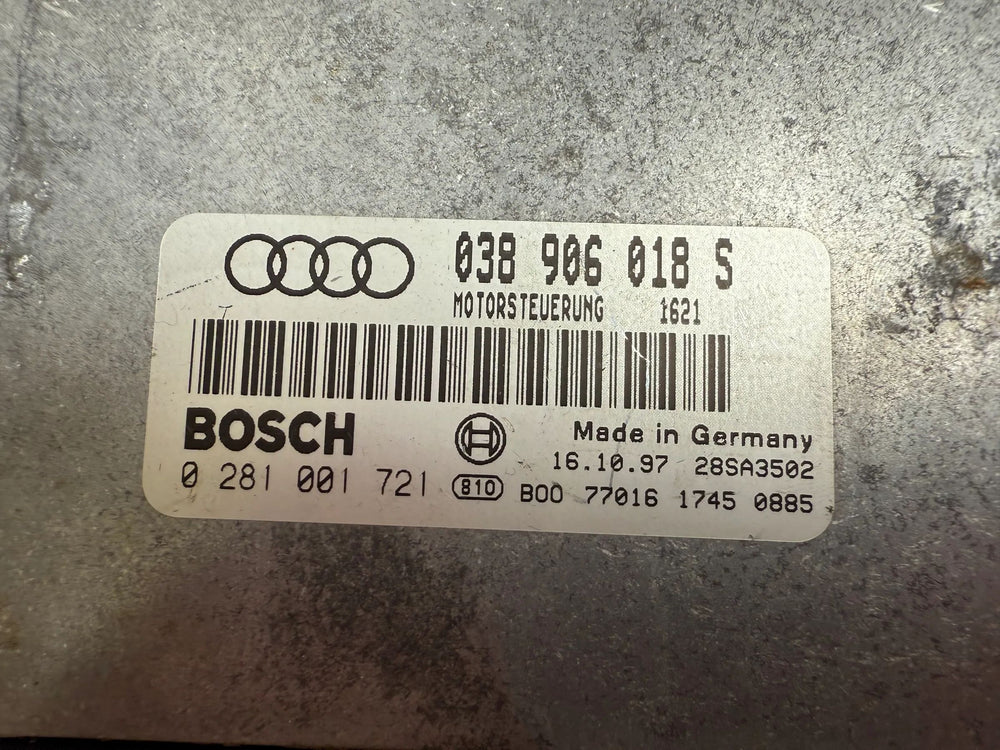 038 906 018 S
MOTORSTEUERUNG 1621
BOSCH
Made in Germany
16.10.97 28SA3502
0 281 001 721
810
B00 77016 1745 0885